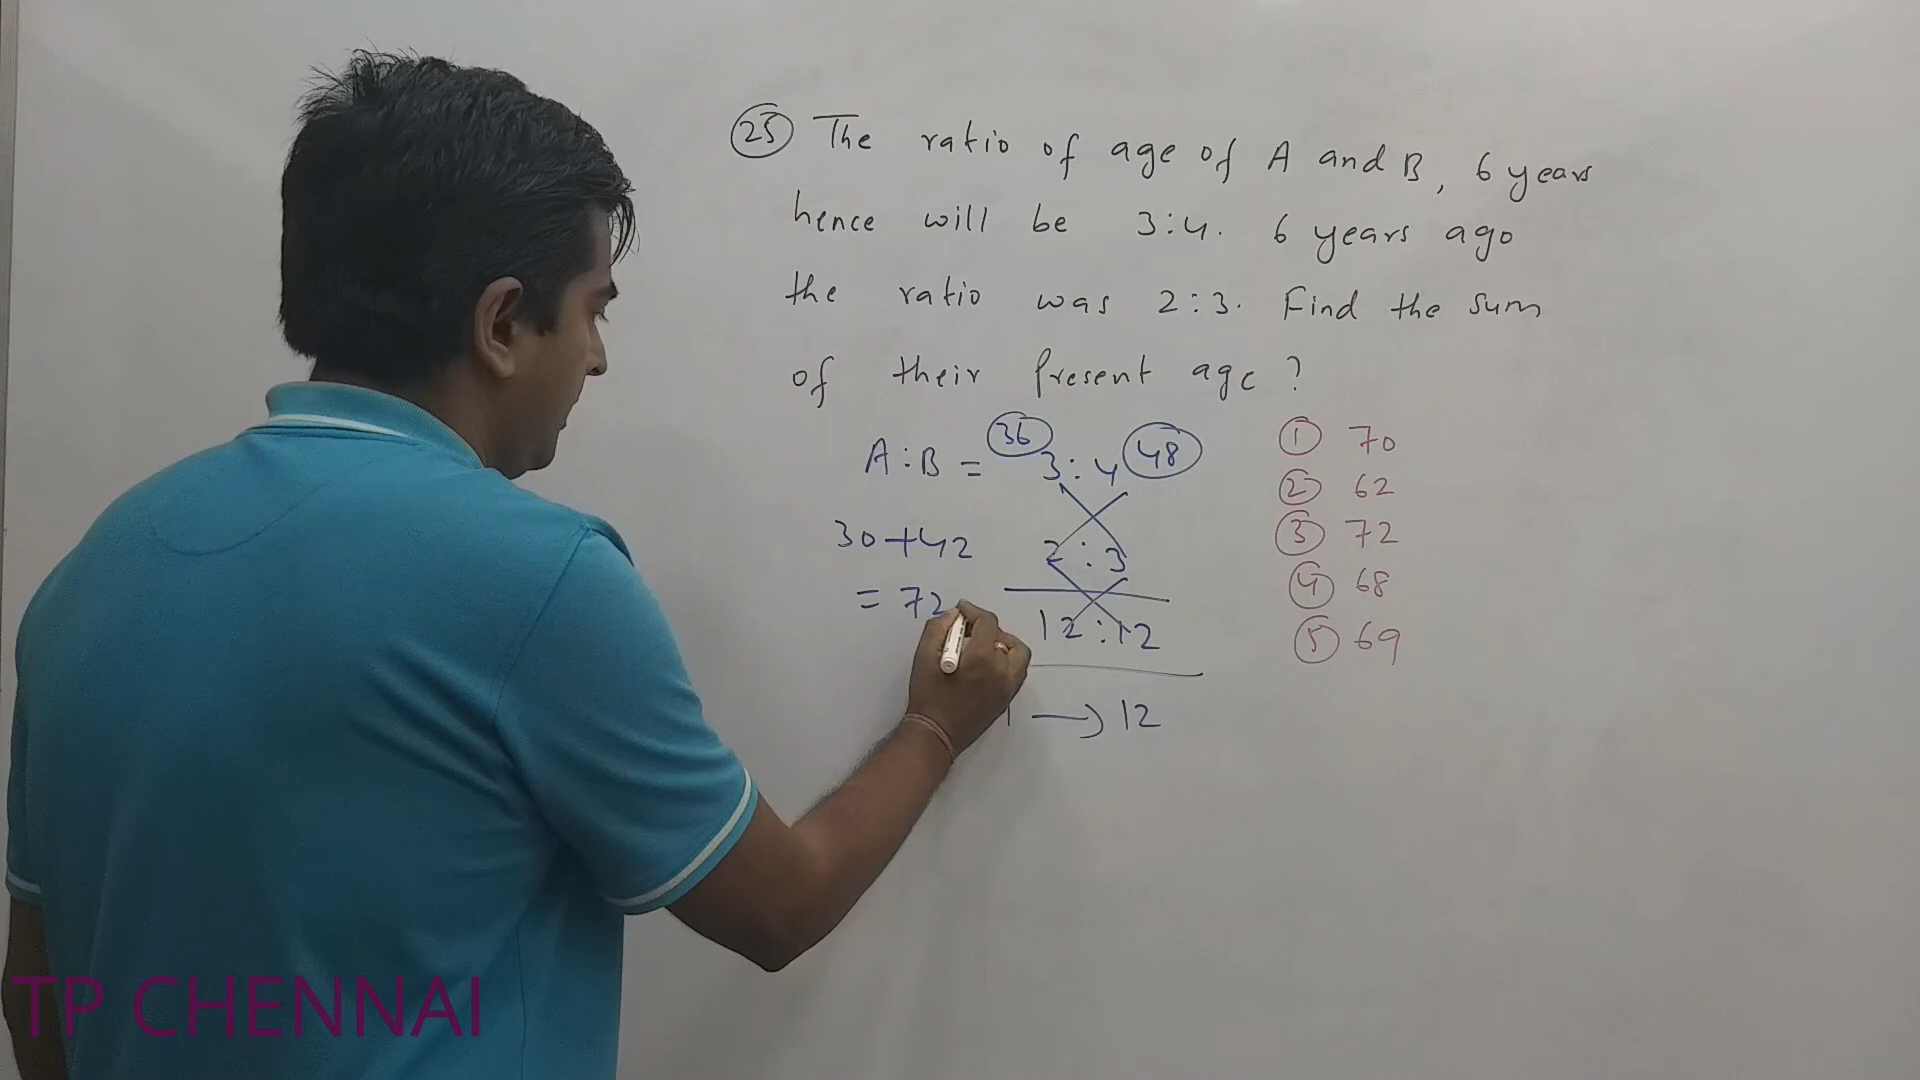 25 The ratio of age of A and B, 6 years
hence will be 3:4. 6 years ago
the ratio was 2:3. Find the sum
of their Present age?
A:B = 36 3:4 48
30+42 2:3
= 72 12:12
1 → 12
1 70
2 62
3 72
4 68
5 69
TP CHENNAI